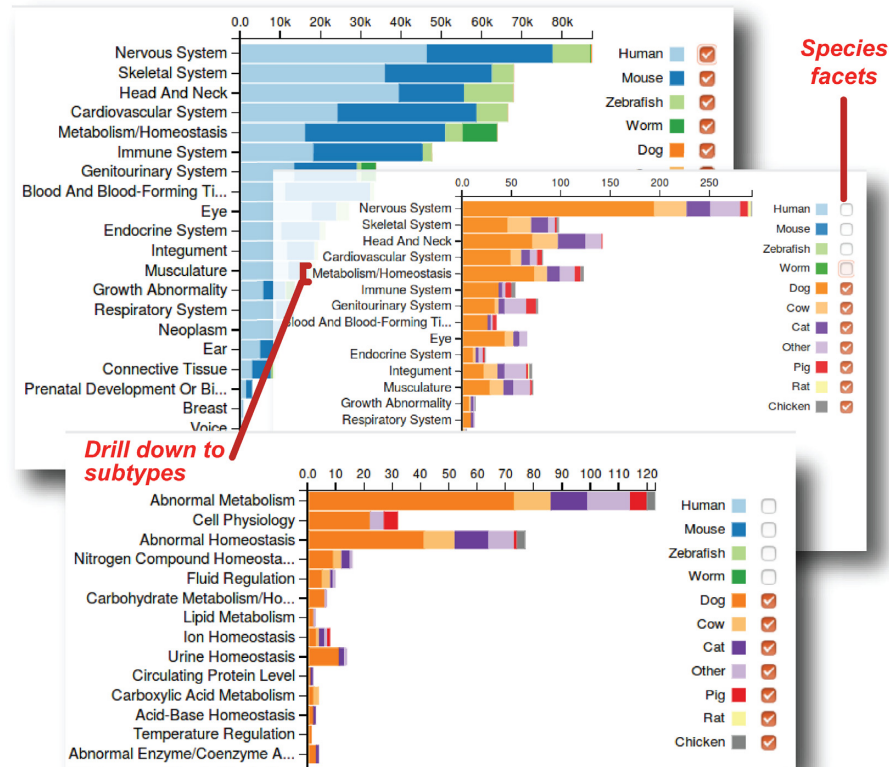 0.0 10k 20k 30k 40k 50k 60k 70k 80k
Nervous System
Skeletal System
Head And Neck
Cardiovascular System
Metabolism/Homeostasis
Immune System
Genitourinary System
Blood And Blood-Forming Ti...
Eye
Endocrine System
Integument
Musculature
Growth Abnormality
Respiratory System
Neoplasm
Ear
Connective Tissue
Prenatal Development Or Bi...
Breast
Voice
Human
Mouse
Zebrafish
Worm
Dog
Species
facets
0.0 50 100 150 200 250
Nervous System
Skeletal System
Head And Neck
Cardiovascular System
Metabolism/Homeostasis
Immune System
Genitourinary System
Blood And Blood-Forming Ti...
Eye
Endocrine System
Integument
Musculature
Growth Abnormality
Respiratory System
Human
Mouse
Zebrafish
Worm
Dog
Cow
Cat
Other
Pig
Rat
Chicken
Drill down to
subtypes
0.0 10 20 30 40 50 60 70 80 90 100 110 123
Abnormal Metabolism
Cell Physiology
Abnormal Homeostasis
Nitrogen Compound Homeosta...
Fluid Regulation
Carbohydrate Metabolism/Ho...
Lipid Metabolism
Ion Homeostasis
Urine Homeostasis
Circulating Protein Level
Carboxylic Acid Metabolism
Acid-Base Homeostasis
Temperature Regulation
Abnormal Enzyme/Coenzyme A...
Human
Mouse
Zebrafish
Worm
Dog
Cow
Cat
Other
Pig
Rat
Chicken